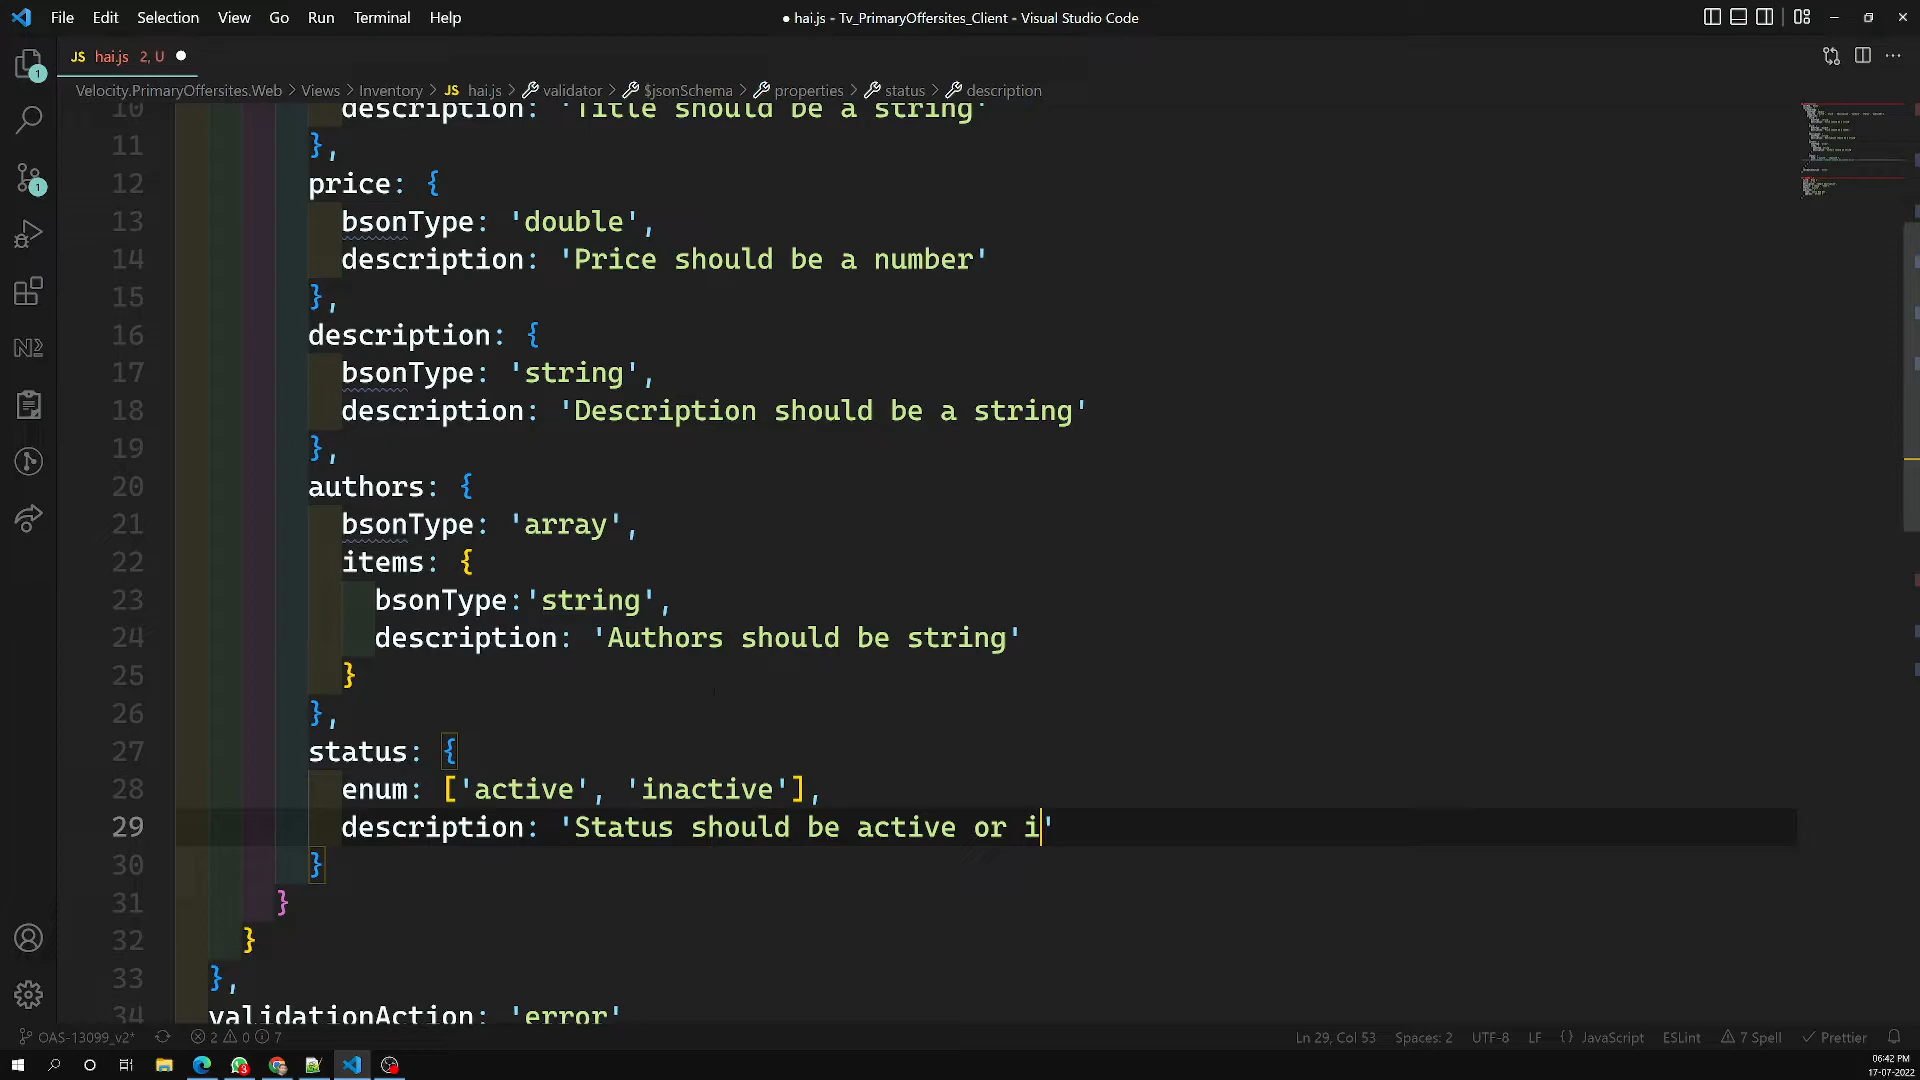 File Edit Selection View Go Run Terminal Help
● hai.js - Tv_PrimaryOffersites_Client - Visual Studio Code
JS hai.js 2, U ●
Velocity.PrimaryOffersites.Web > Views > Inventory > JS hai.js > validator > $jsonSchema > properties > status > description
10 description: 'Title should be a string'
11 },
12 price: {
13 bsonType: 'double',
14 description: 'Price should be a number'
15 },
16 description: {
17 bsonType: 'string',
18 description: 'Description should be a string'
19 },
20 authors: {
21 bsonType: 'array',
22 items: {
23 bsonType:'string',
24 description: 'Authors should be string'
25 }
26 },
27 status: {
28 enum: ['active', 'inactive'],
29 description: 'Status should be active or i'
30 }
31 }
32 }
33 },
34 validationAction: 'error'
1
1
OAS-13099_v2* 2 0 7
Ln 29, Col 53 Spaces: 2 UTF-8 LF {} JavaScript ESLint 7 Spell Prettier
3
06:42 PM
17-07-2022